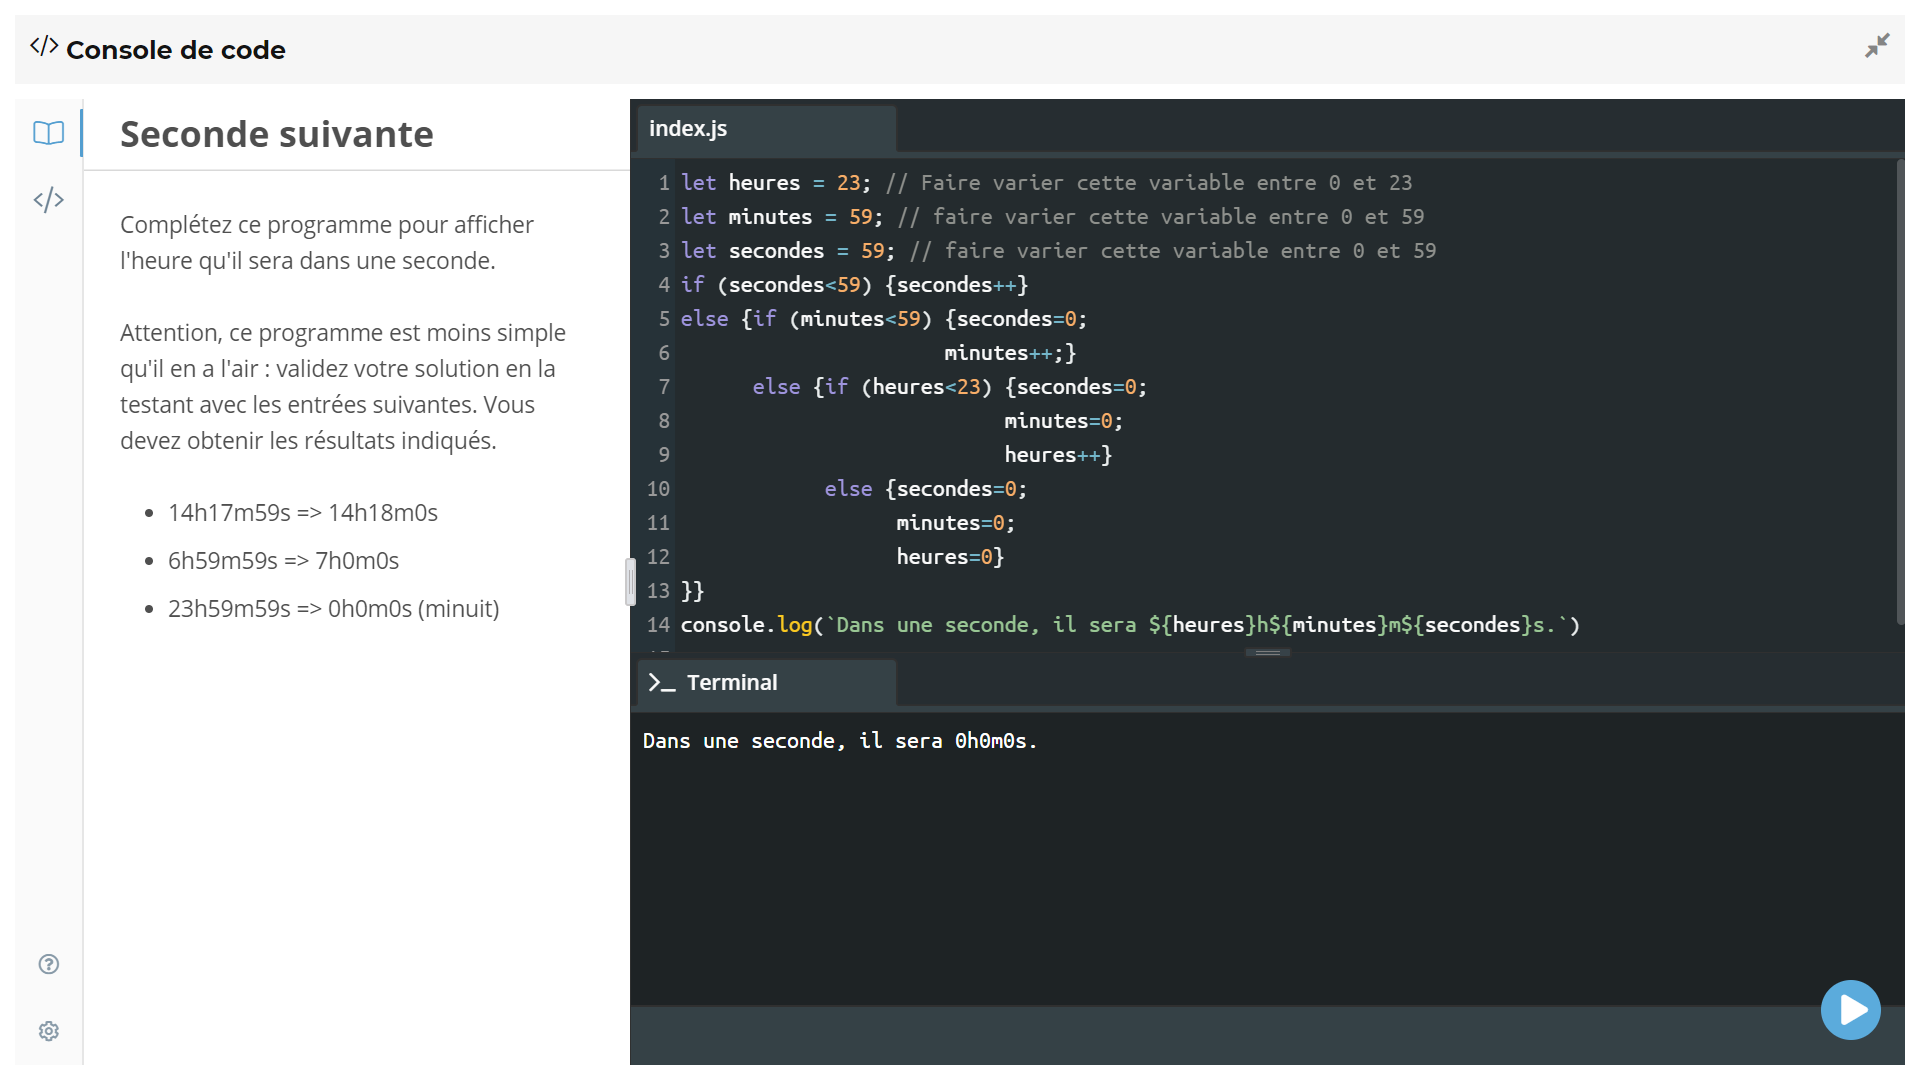 </> Console de code
Seconde suivante
Complétez ce programme pour afficher
l'heure qu'il sera dans une seconde.
Attention, ce programme est moins simple
qu'il en a l'air : validez votre solution en la
testant avec les entrées suivantes. Vous
devez obtenir les résultats indiqués.
• 14h17m59s => 14h18m0s
• 6h59m59s => 7h0m0s
• 23h59m59s => 0h0m0s (minuit)
index.js
1 let heures = 23; // Faire varier cette variable entre 0 et 23
2 let minutes = 59; // faire varier cette variable entre 0 et 59
3 let secondes = 59; // faire varier cette variable entre 0 et 59
4 if (secondes<59) {secondes++}
5 else {if (minutes<59) {secondes=0;
6                       minutes++;}
7       else {if (heures<23) {secondes=0;
8                            minutes=0;
9                            heures++}
10             else {secondes=0;
11                   minutes=0;
12                   heures=0}
13 }}
14 console.log(`Dans une seconde, il sera ${heures}h${minutes}m${secondes}s.`)
>_ Terminal
Dans une seconde, il sera 0h0m0s.